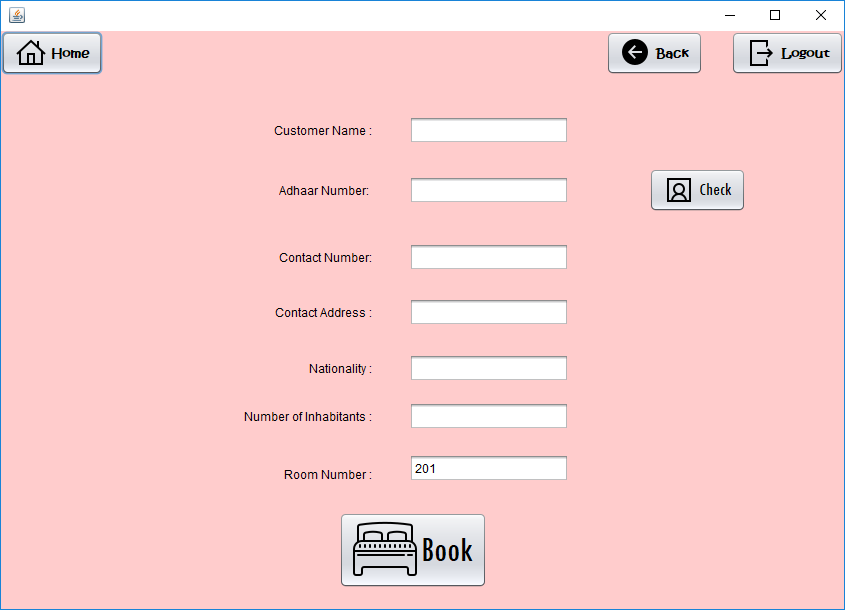 Home
Back
Logout
Customer Name :
Adhaar Number:
Check
Contact Number:
Contact Address :
Nationality :
Number of Inhabitants :
Room Number :
201
Book